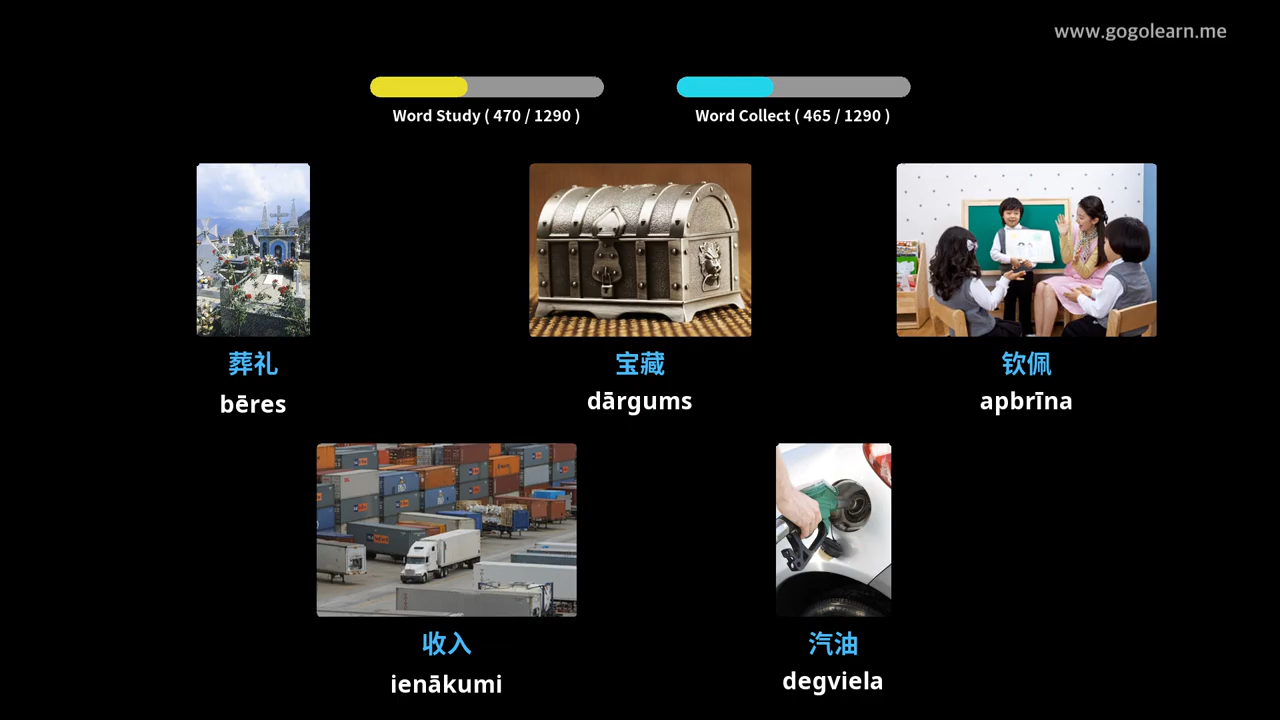 www.gogolearn.me
Word Study ( 470 / 1290 )
Word Collect ( 465 / 1290 )
葬礼
宝藏
钦佩
bēres
dārgums
apbrīna
收入
汽油
ienākumi
degviela